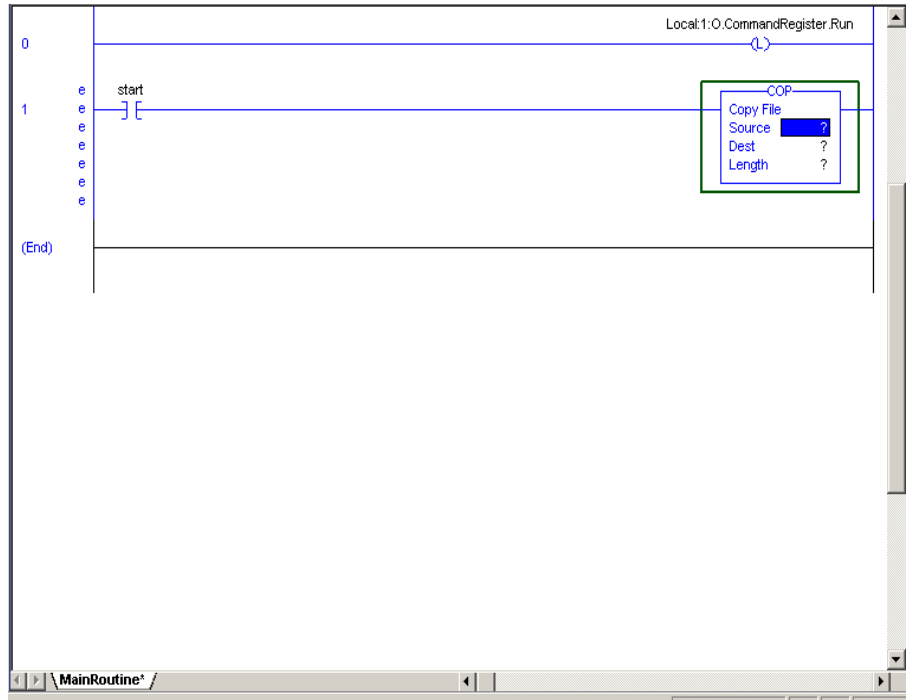 Local:1:O.CommandRegister.Run
0
(L)
e
start
COP
1
e
Copy File
e
Source ?
e
Dest ?
e
Length ?
e
e
(End)
MainRoutine*